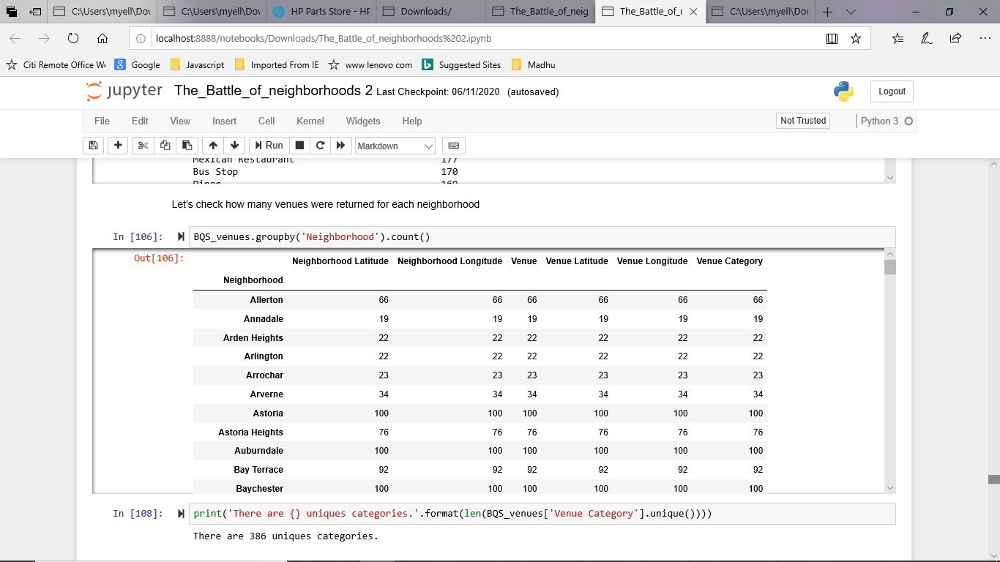 C:\Users\myell\Dov
C:\Users\myell\Dov
HP Parts Store - HF
Downloads/
The_Battle_of_neig
The_Battle_of_
C:\Users\myell\Dov
localhost:8888/notebooks/Downloads/The_Battle_of_neighborhoods%202.ipynb
Citi Remote Office We
Google
Javascript
Imported From IE
www lenovo com
Suggested Sites
Madhu
jupyter The_Battle_of_neighborhoods 2 Last Checkpoint: 06/11/2020 (autosaved)
Logout
File Edit View Insert Cell Kernel Widgets Help
Not Trusted
Python 3
Run
Markdown
Mexican Restaurant 177
Bus Stop 170
Diner 169
Let's check how many venues were returned for each neighborhood
In [106]: BQS_venues.groupby('Neighborhood').count()
Out[106]:
Neighborhood Latitude Neighborhood Longitude Venue Venue Latitude Venue Longitude Venue Category
Neighborhood
Allerton 66 66 66 66 66 66
Annadale 19 19 19 19 19 19
Arden Heights 22 22 22 22 22 22
Arlington 22 22 22 22 22 22
Arrochar 23 23 23 23 23 23
Arverne 34 34 34 34 34 34
Astoria 100 100 100 100 100 100
Astoria Heights 76 76 76 76 76 76
Auburndale 100 100 100 100 100 100
Bay Terrace 92 92 92 92 92 92
Baychester 100 100 100 100 100 100
In [108]: print('There are {} uniques categories.'.format(len(BQS_venues['Venue Category'].unique())))
There are 386 uniques categories.